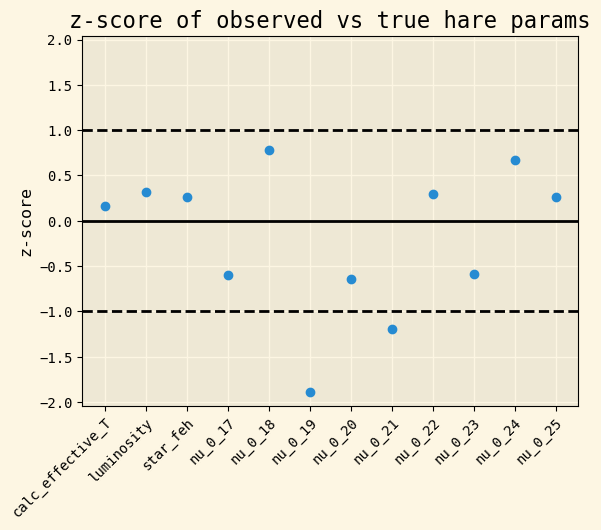 z-score of observed vs true hare params
2.0
1.5
1.0
0.5
0.0
−0.5
−1.0
−1.5
−2.0
z-score
calc_effective_T
luminosity
star_feh
nu_0_17
nu_0_18
nu_0_19
nu_0_20
nu_0_21
nu_0_22
nu_0_23
nu_0_24
nu_0_25